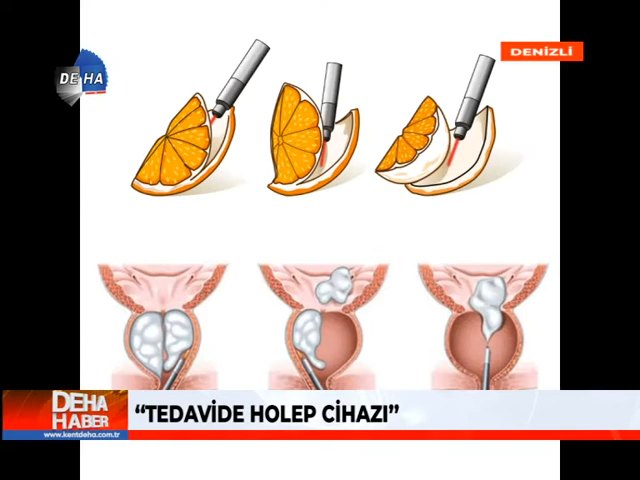 DEHA
DENİZLİ
DEHA
HABER
www.kentdeha.com.tr
“TEDAVİDE HOLEP CİHAZI”